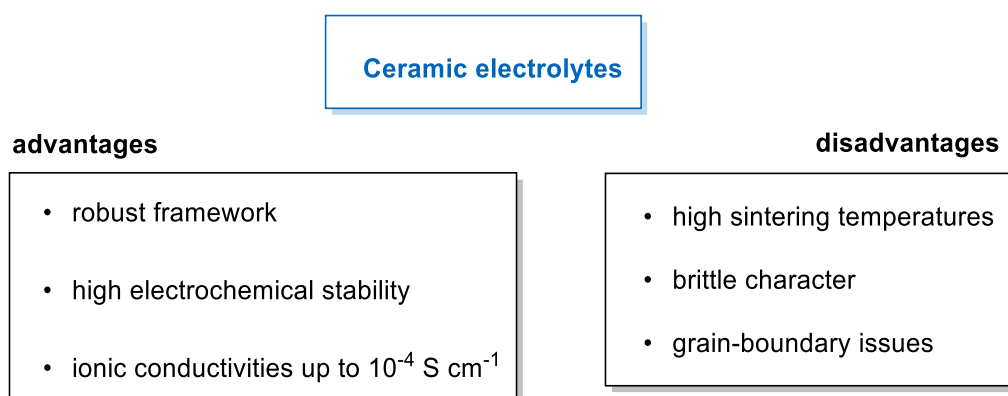 Ceramic electrolytes
advantages
disadvantages
• robust framework
• high electrochemical stability
• ionic conductivities up to 10⁻⁴ S cm⁻¹
• high sintering temperatures
• brittle character
• grain-boundary issues